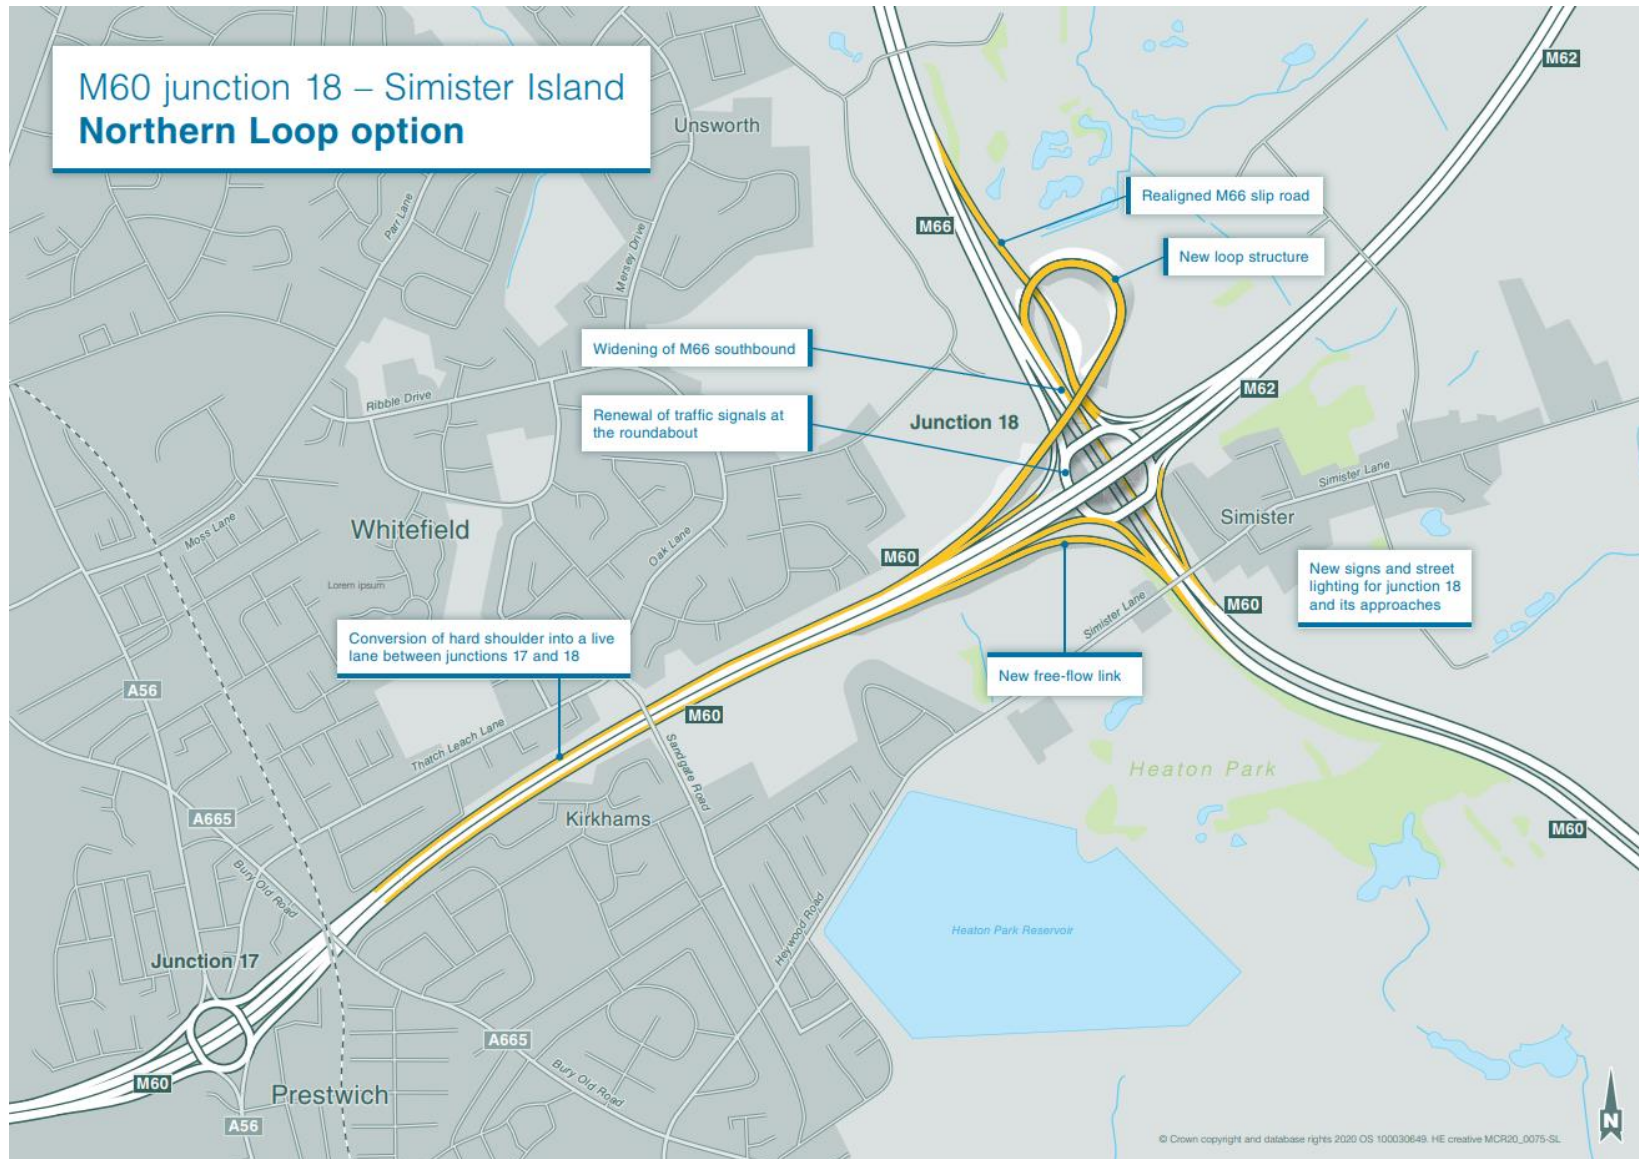 M60 junction 18 – Simister Island
Northern Loop option
Unsworth
M62
Parr Lane
Mersey Drive
Realigned M66 slip road
M66
New loop structure
Widening of M66 southbound
M62
Ribble Drive
Renewal of traffic signals at
the roundabout
Junction 18
Simister Lane
Moss Lane
Whitefield
Oak Lane
Simister
M60
Lorem ipsum
New signs and street
lighting for junction 18
and its approaches
Simister Lane
M60
Conversion of hard shoulder into a live
lane between junctions 17 and 18
New free-flow link
A56
M60
Thatch Leach Lane
Sandgate Road
Heaton Park
A665
Kirkhams
M60
Bury Old Road
Heywood Road
Heaton Park Reservoir
Junction 17
A665
M60
Prestwich
Bury Old Road
A56
N
© Crown copyright and database rights 2020 OS 100030649. HE creative MCR20_0075-SL